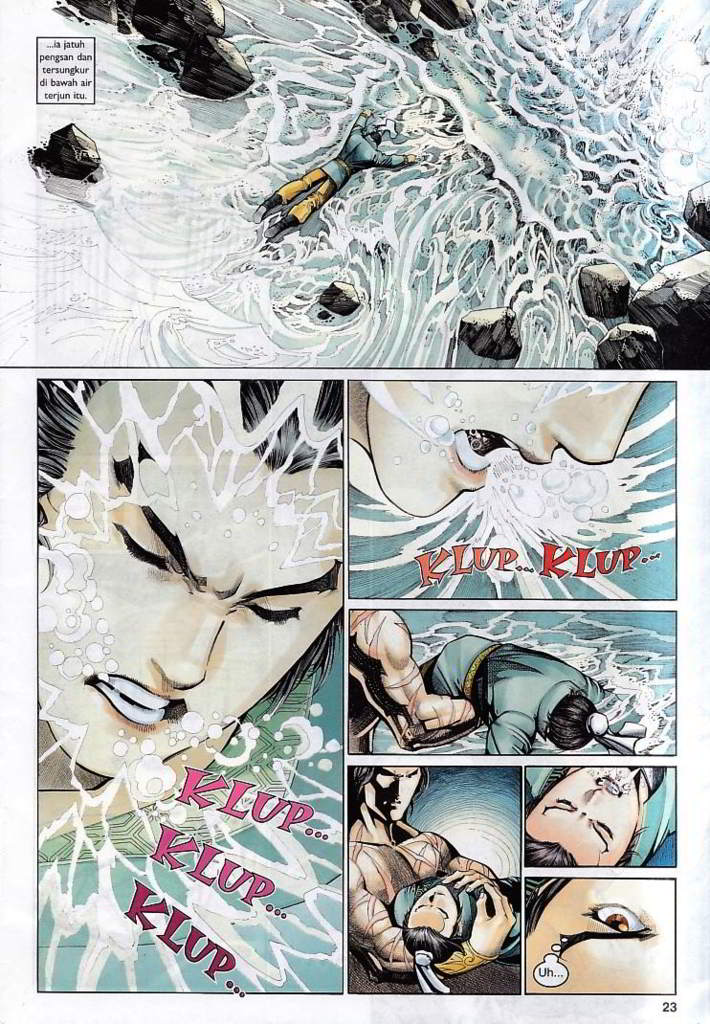 ...ia jatuh
pengsan dan
tersungkur
di bawah air
terjun itu.
KLUP...
KLUP...
KLUP...
KLUP... KLUP...
Uh...
23